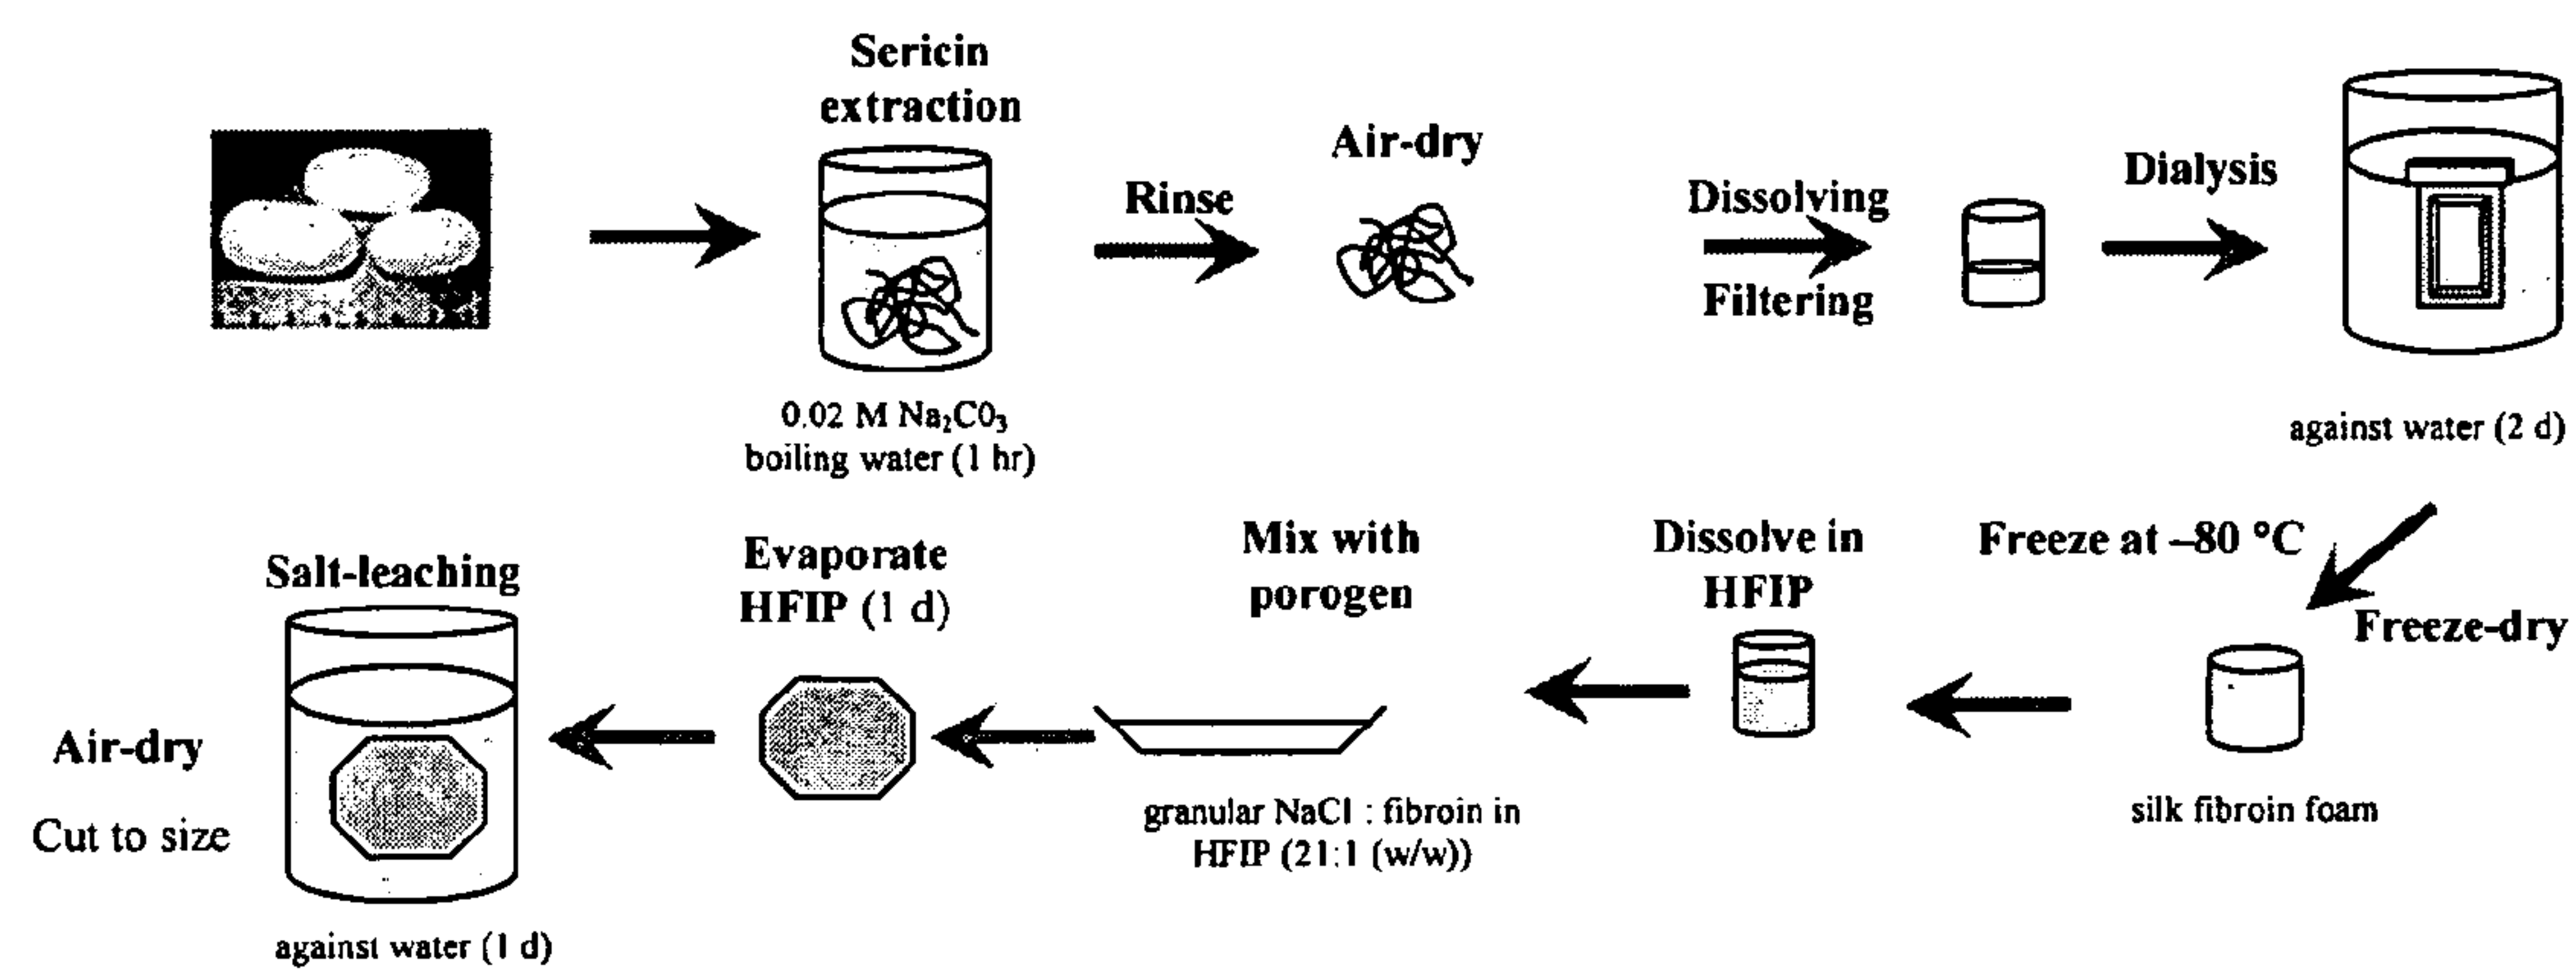 Sericin
extraction
0.02 M Na₂CO₃
boiling water (1 hr)
Rinse
Air-dry
Dissolving
Filtering
Dialysis
against water (2 d)
Freeze at –80 °C
Freeze-dry
silk fibroin foam
Dissolve in
HFIP
Mix with
porogen
granular NaCl : fibroin in
HFIP (21:1 (w/w))
Evaporate
HFIP (1 d)
Salt-leaching
against water (1 d)
Air-dry
Cut to size